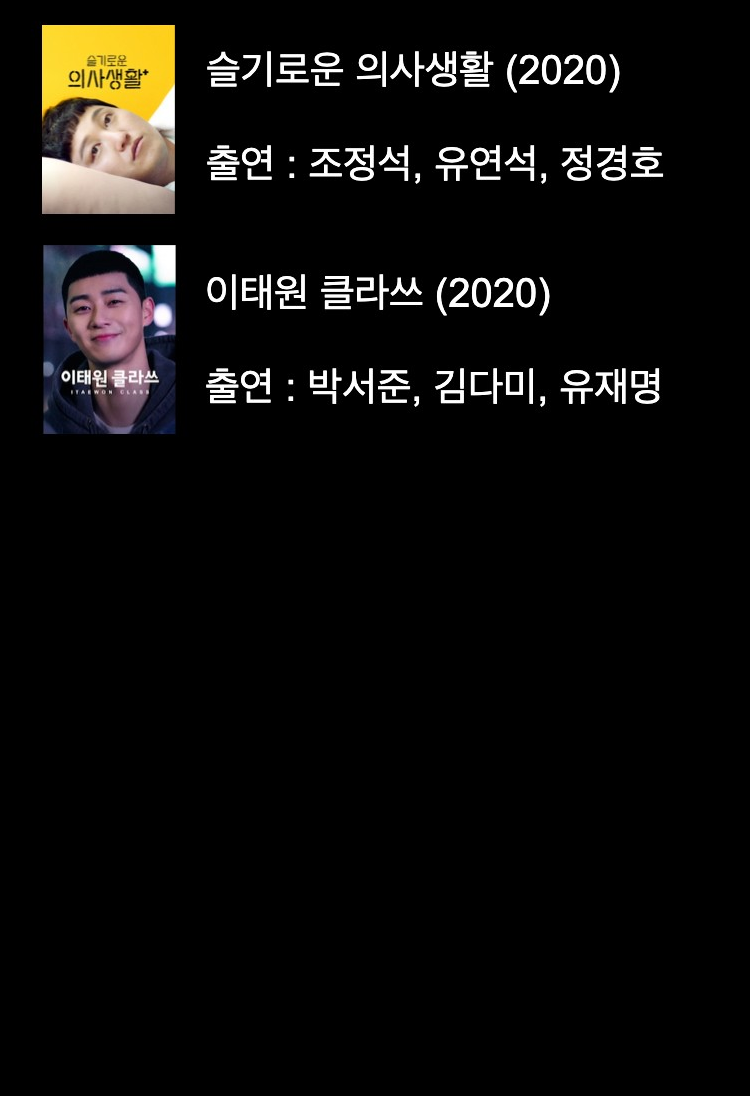 슬기로운
의사생활+
슬기로운 의사생활 (2020)
출연 : 조정석, 유연석, 정경호
이태원 클라쓰
ITAEWON CLASS
이태원 클라쓰 (2020)
출연 : 박서준, 김다미, 유재명